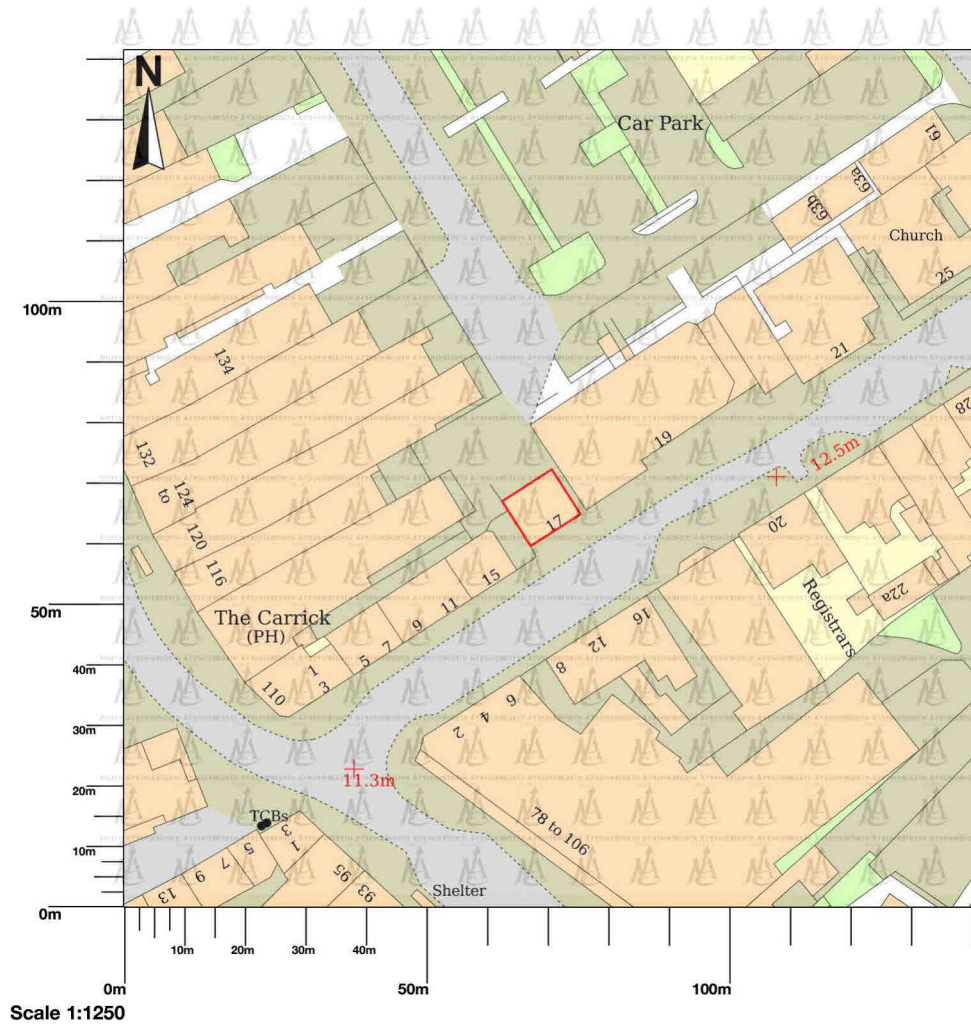 N
Car Park
61
63a
63b
Church
25
100m
134
21
28
132
19
12.5m
to
124
17
20
120
116
15
Registrars
22a
50m
The Carrick
(PH)
11
9
16
12
7
5
8
40m
1
3
110
6
4
2
30m
11.3m
20m
TCBs
78 to 106
3
1
5
7
10m
9
95
13
93
Shelter
0m
10m
20m
30m
40m
0m
50m
100m
Scale 1:1250